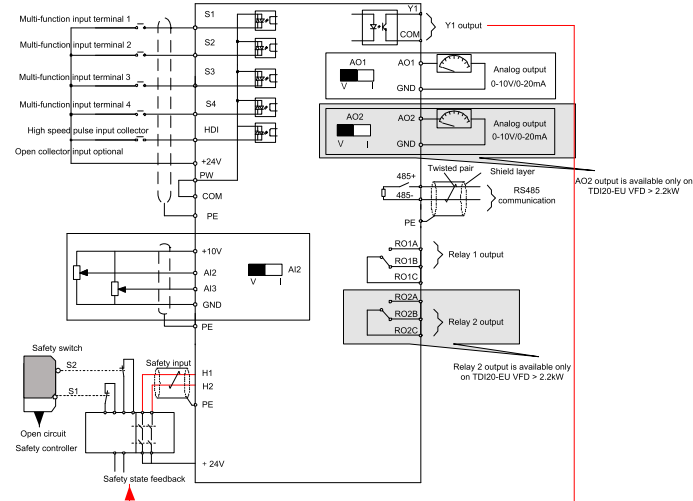 Multi-function input terminal 1
S1
Multi-function input terminal 2
S2
Multi-function input terminal 3
S3
Multi-function input terminal 4
S4
High speed pulse input collector
HDI
Open collector input optional
+24V
PW
COM
PE
+10V
AI2
AI3
GND
PE
AI2
V I
Safety switch
S2
S1
Open circuit
Safety controller
Safety input
H1
H2
PE
+ 24V
Safety state feedback
Y1
COM
Y1 output
AO1
V I
AO1
GND
Analog output
0-10V/0-20mA
AO2
V I
AO2
GND
Analog output
0-10V/0-20mA
AO2 output is available only on
TDI20-EU VFD > 2.2kW
Twisted pair
Shield layer
485+
485-
PE
RS485
communication
RO1A
RO1B
RO1C
Relay 1 output
RO2A
RO2B
RO2C
Relay 2 output
Relay 2 output is available only
on TDI20-EU VFD > 2.2kW